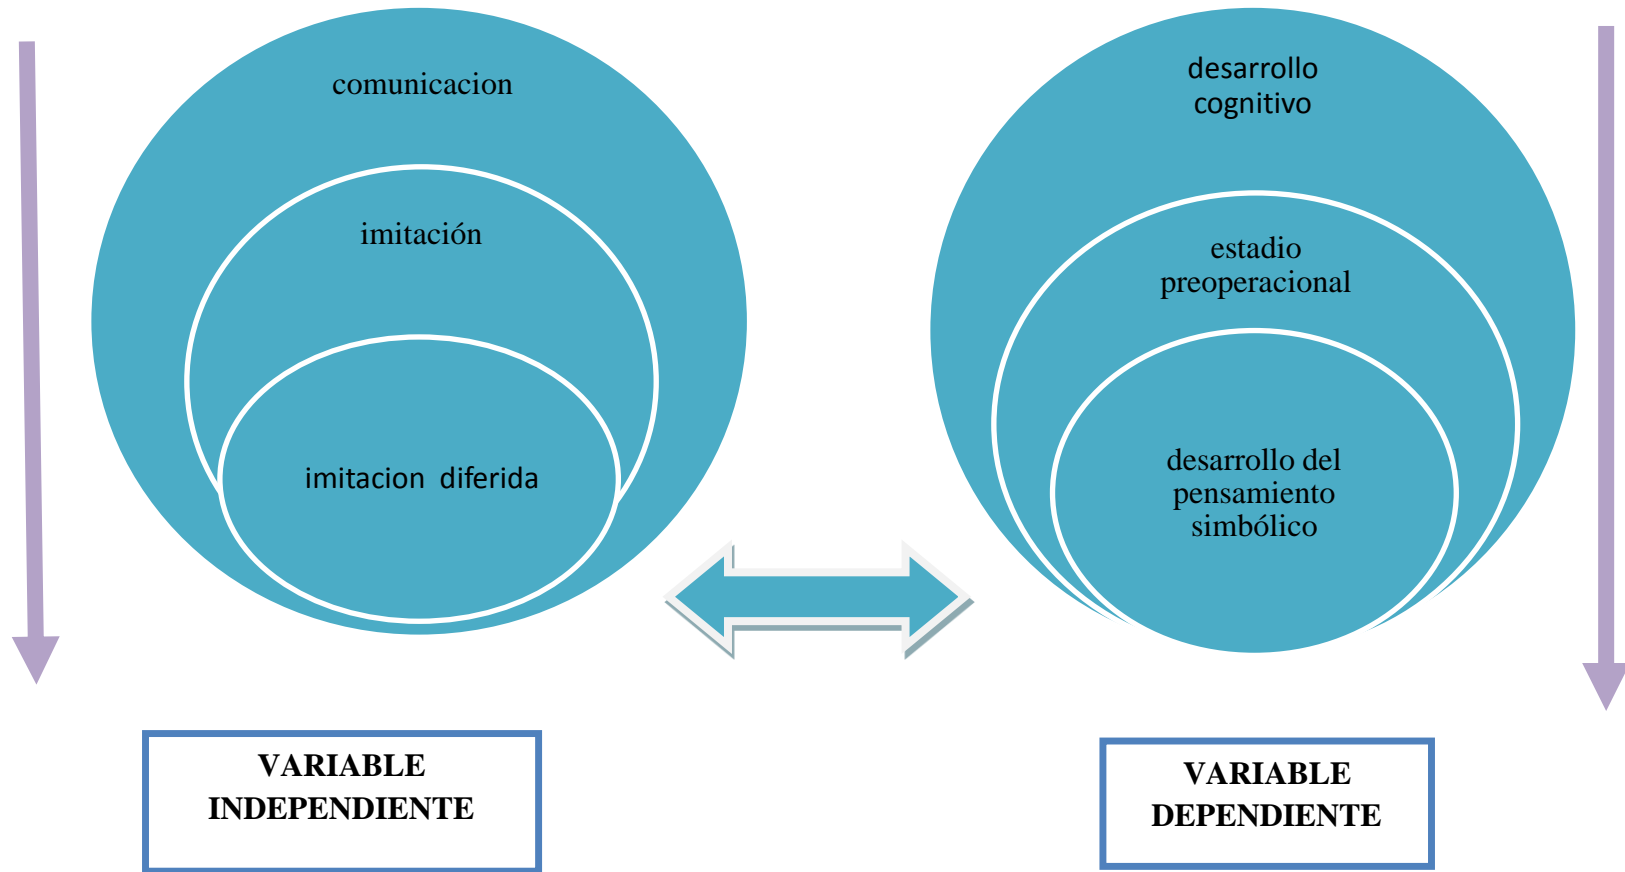 comunicacion
imitación
imitacion diferida
VARIABLE
INDEPENDIENTE
desarrollo
cognitivo
estadio
preoperacional
desarrollo del
pensamiento
simbólico
VARIABLE
DEPENDIENTE